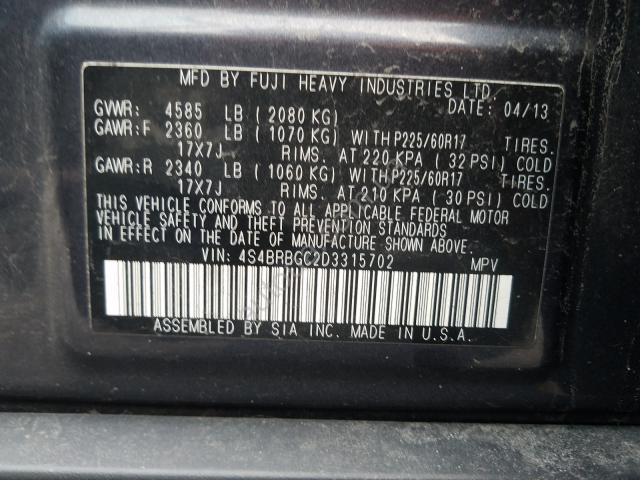 MFD BY FUJI HEAVY INDUSTRIES LTD.
GVWR: 4585 LB ( 2080 KG) DATE: 04/13
GAWR:F 2360 LB ( 1070 KG) WITH P225/60R17 TIRES.
17X7J RIMS. AT 220 KPA ( 32 PSI) COLD
GAWR:R 2340 LB ( 1060 KG) WITH P225/60R17 TIRES.
17X7J RIMS. AT 210 KPA ( 30 PSI) COLD
THIS VEHICLE CONFORMS TO ALL APPLICABLE FEDERAL MOTOR
VEHICLE SAFETY AND THEFT PREVENTION STANDARDS
IN EFFECT ON THE DATE OF MANUFACTURE SHOWN ABOVE.
VIN: 4S4BRBGC2D3315702 MPV
ASSEMBLED BY SIA INC. MADE IN U.S.A.